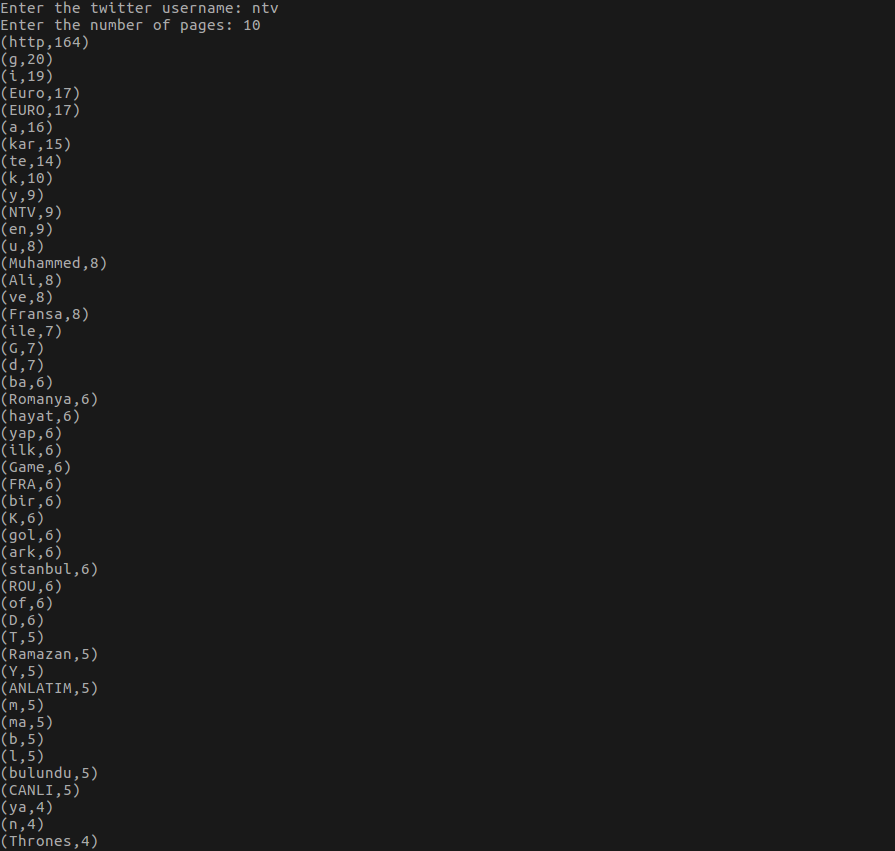 Enter the twitter username: ntv
Enter the number of pages: 10
(http,164)
(g,20)
(i,19)
(Euro,17)
(EURO,17)
(a,16)
(kar,15)
(te,14)
(k,10)
(y,9)
(NTV,9)
(en,9)
(u,8)
(Muhammed,8)
(Ali,8)
(ve,8)
(Fransa,8)
(ile,7)
(G,7)
(d,7)
(ba,6)
(Romanya,6)
(hayat,6)
(yap,6)
(ilk,6)
(Game,6)
(FRA,6)
(bir,6)
(K,6)
(gol,6)
(ark,6)
(stanbul,6)
(ROU,6)
(of,6)
(D,6)
(T,5)
(Ramazan,5)
(Y,5)
(ANLATIM,5)
(m,5)
(ma,5)
(b,5)
(l,5)
(bulundu,5)
(CANLI,5)
(ya,4)
(n,4)
(Thrones,4)